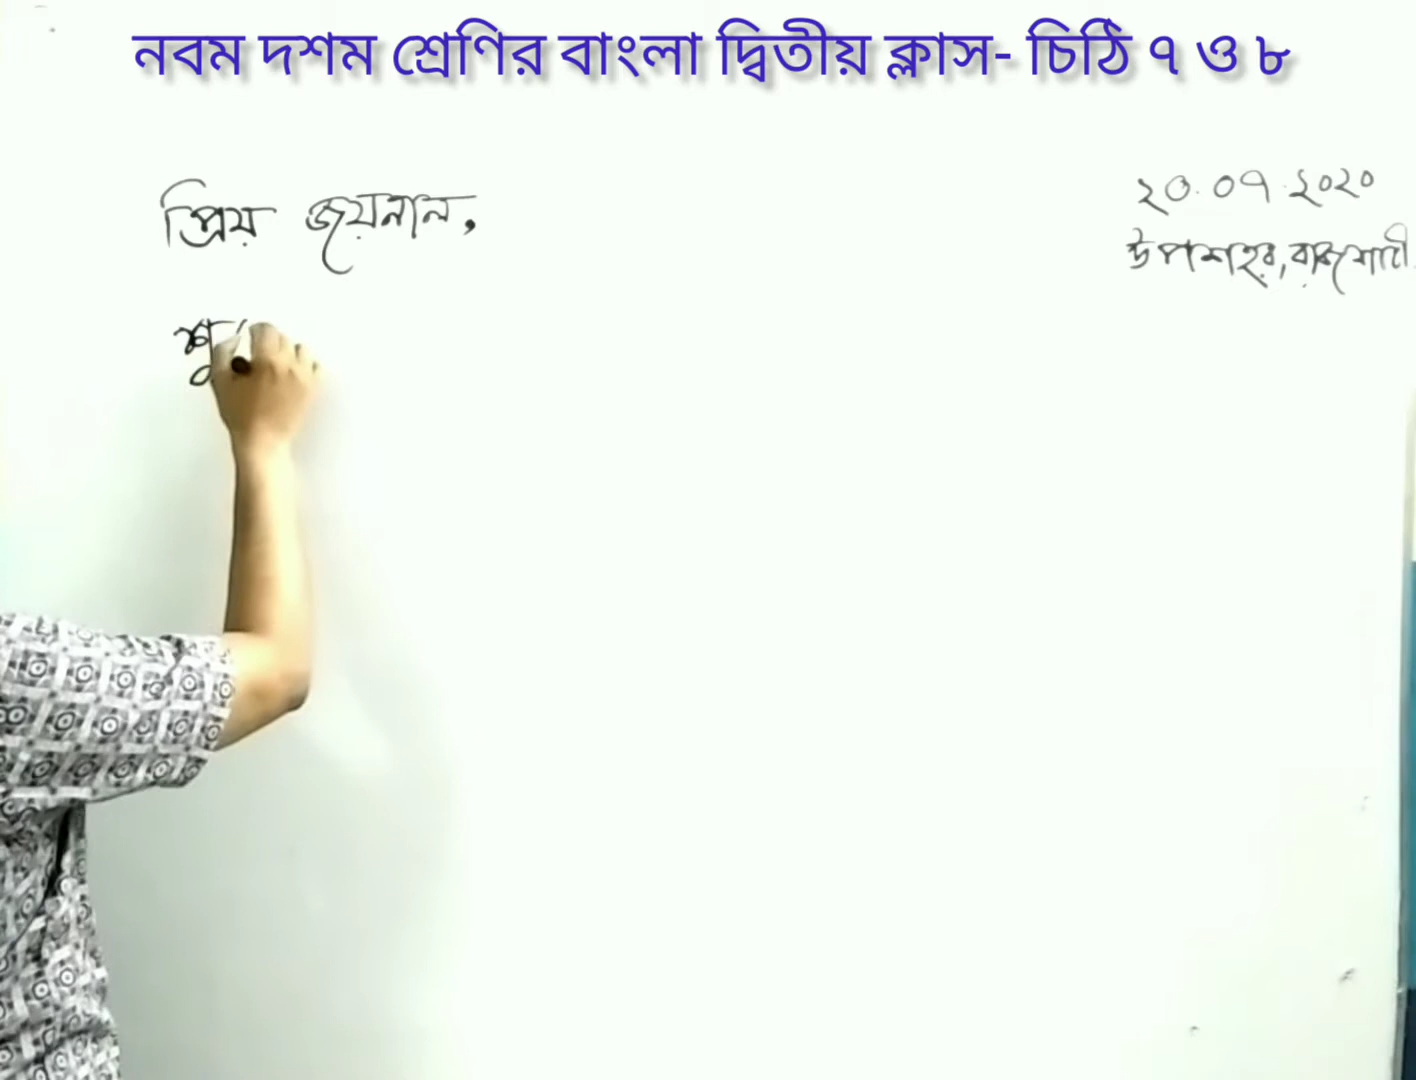 নবম দশম শ্রেণির বাংলা দ্বিতীয় ক্লাস- চিঠি ৭ ও ৮
২০.০৭.২০২০
উপশহর, রাজশাহী
প্রিয় জয়নাল,
শু